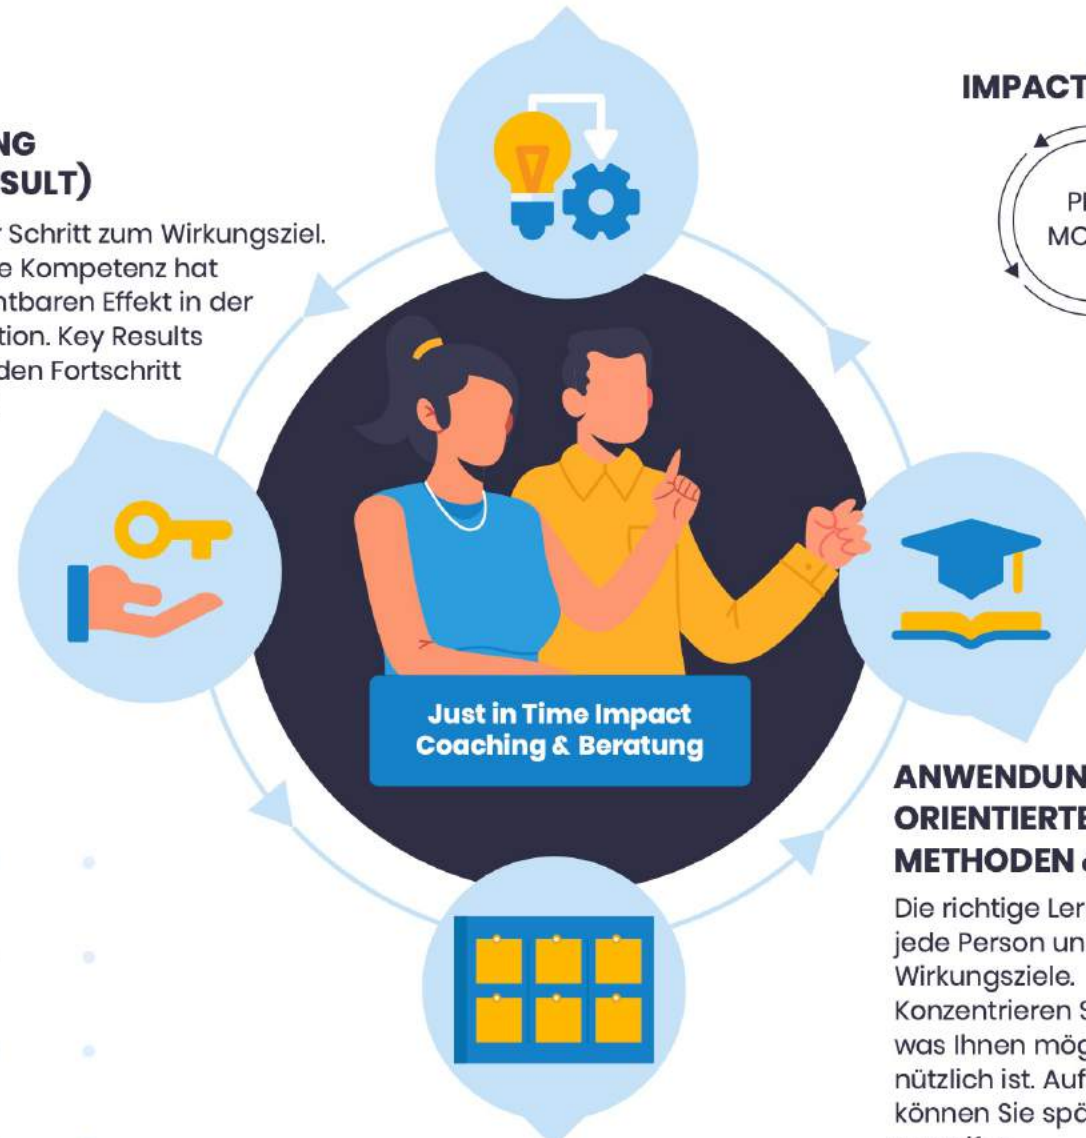 NG
SULT)
r Schritt zum Wirkungsziel.
e Kompetenz hat
htbaren Effekt in der
tion. Key Results
den Fortschritt
IMPACT
MO
Just in Time Impact
Coaching & Beratung
ANWENDUN
ORIENTIERTE
METHODEN
Die richtige Ler
jede Person un
Wirkungsziele.
Konzentrieren S
was Ihnen mög
nützlich ist. Auf
können Sie spä